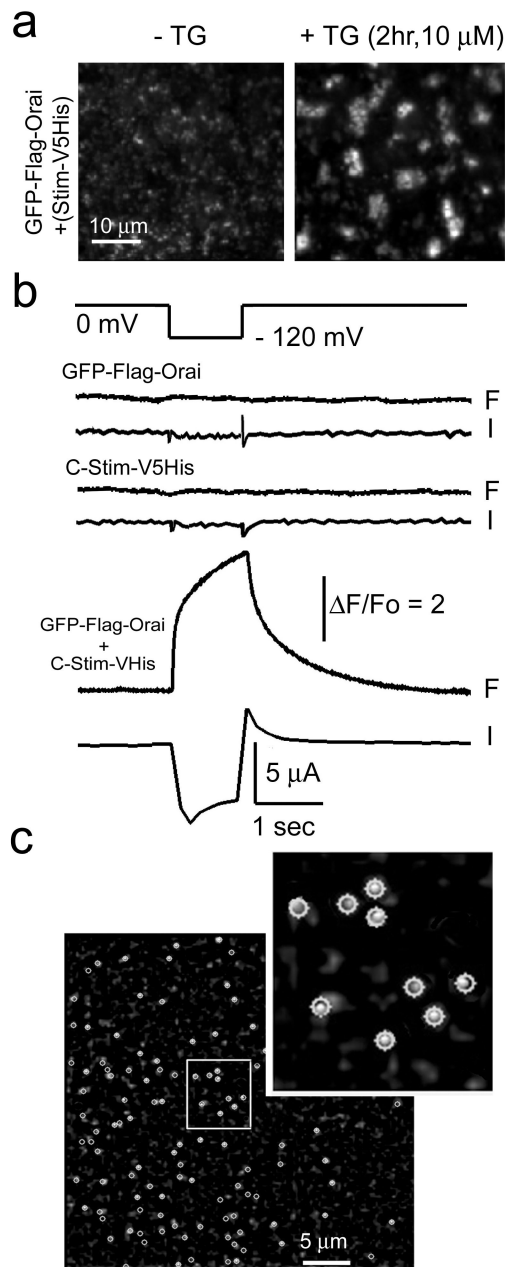 a
- TG
+ TG (2hr,10 μM)
GFP-Flag-Orai
+(Stim-V5His)
10 μm
b
0 mV
- 120 mV
GFP-Flag-Orai
F
I
C-Stim-V5His
F
I
ΔF/Fo = 2
GFP-Flag-Orai
+
C-Stim-VHis
F
I
5 μA
1 sec
c
5 μm